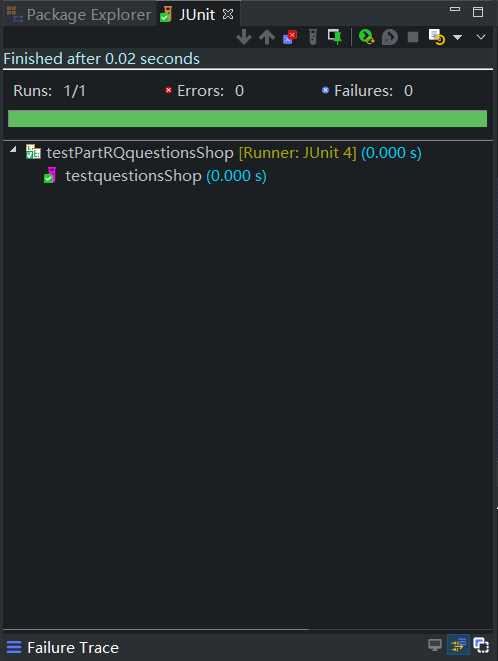 Package Explorer JUnit
Finished after 0.02 seconds
Runs: 1/1 Errors: 0 Failures: 0
testPartRQquestionsShop [Runner: JUnit 4] (0.000 s)
testquestionsShop (0.000 s)
Failure Trace